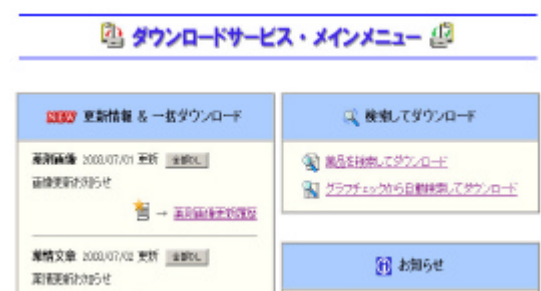 ダウンロードサービス・メインメニュー
NEW 更新情報 & 一括ダウンロード
薬剤画像 2003/07/01 更新 全部DL
画像更新お知らせ
→ 薬剤画像更新履歴
薬情文章 2003/07/02 更新 全部DL
薬情更新お知らせ
検索してダウンロード
薬品を検索してダウンロード
グラフチェックから自動検索してダウンロード
お知らせ